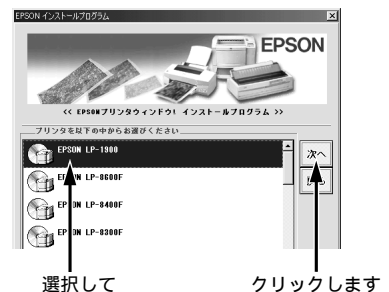 EPSON インストールプログラム
EPSON
<< EPSONプリンタウィンドウ! インストールプログラム >>
プリンタを以下の中からお選びください
EPSON LP-1900
次へ
EPSON LP-8600F
EPSON LP-8400F
EPSON LP-8300F
選択して
クリックします